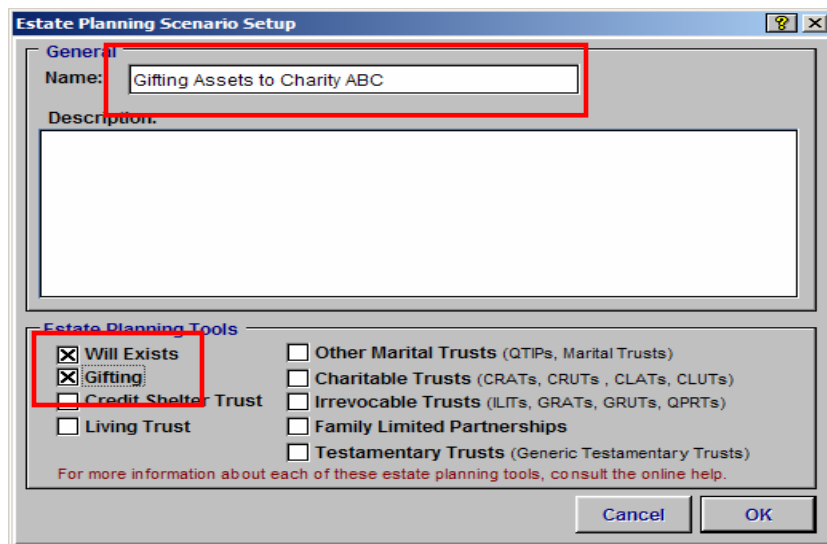 Estate Planning Scenario Setup
General
Name: Gifting Assets to Charity ABC
Description:
Estate Planning Tools
Will Exists
Other Marital Trusts (QTIPs, Marital Trusts)
Gifting
Charitable Trusts (CRATs, CRUTs , CLATs, CLUTs)
Credit Shelter Trust
Irrevocable Trusts (ILITs, GRATs, GRUTs, QPRTs)
Living Trust
Family Limited Partnerships
Testamentary Trusts (Generic Testamentary Trusts)
For more information about each of these estate planning tools, consult the online help.
Cancel
OK